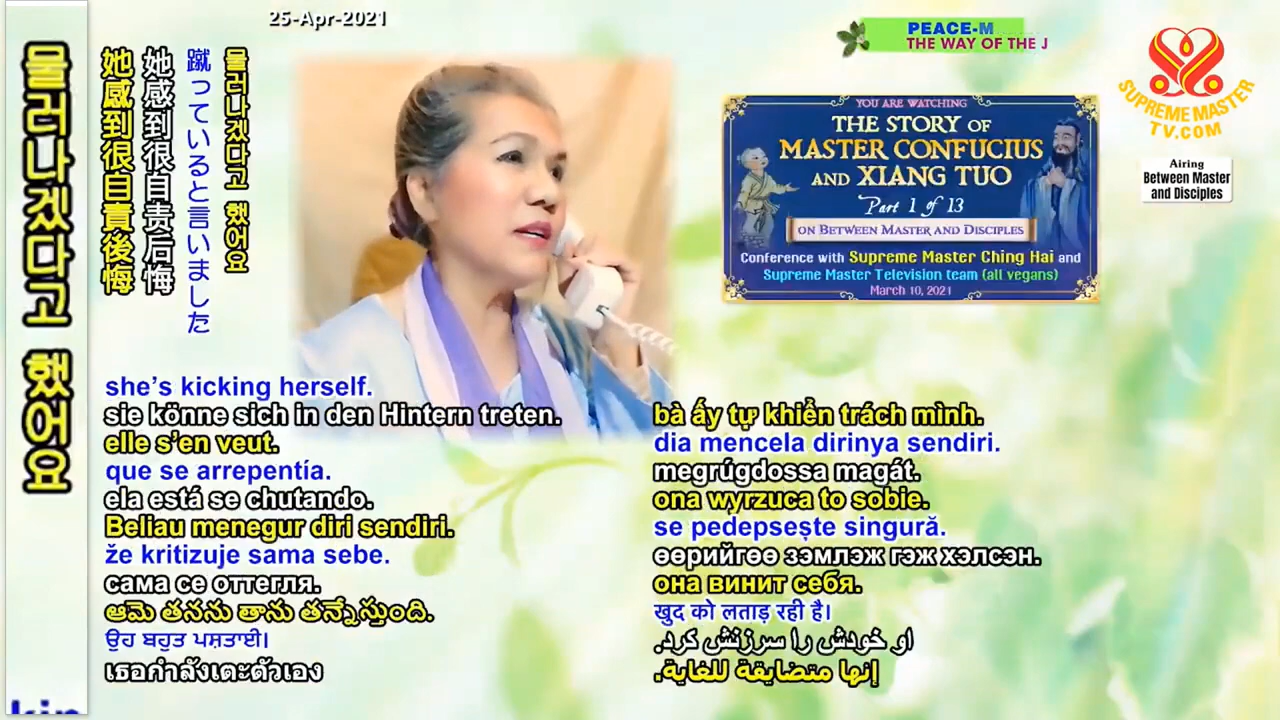 25-Apr-2021
PEACE-M
THE WAY OF THE J
SUPREME MASTER
TV.COM
Airing
Between Master
and Disciples
YOU ARE WATCHING
THE STORY OF
MASTER CONFUCIUS
AND XIANG TUO
Part 1 of 13
ON BETWEEN MASTER AND DISCIPLES
Conference with Supreme Master Ching Hai and
Supreme Master Television team (all vegans)
March 10, 2021
물러나겠다고 했어요
물러나겠다고 했어요
蹴っていると言いました
她感到很自责后悔
她感到很自責後悔
she's kicking herself.
sie könne sich in den Hintern treten.
elle s'en veut.
que se arrepentía.
ela está se chutando.
Beliau menegur diri sendiri.
že kritizuje sama sebe.
сама се оттегля.
ఆమె తనను తాను తన్నేస్తుంది.
ਉਹ ਬਹੁਤ ਪਸ਼ਤਾਈ।
เธอกำลังเตะตัวเอง
bà ấy tự khiển trách mình.
dia mencela dirinya sendiri.
megrúgdossa magát.
ona wyrzuca to sobie.
se pedepsește singură.
өөрийгөө зэмлэж гэж хэлсэн.
она винит себя.
खुद को लताड़ रही है।
او خودش را سرزنش کرد.
إنها متضايقة للغاية.